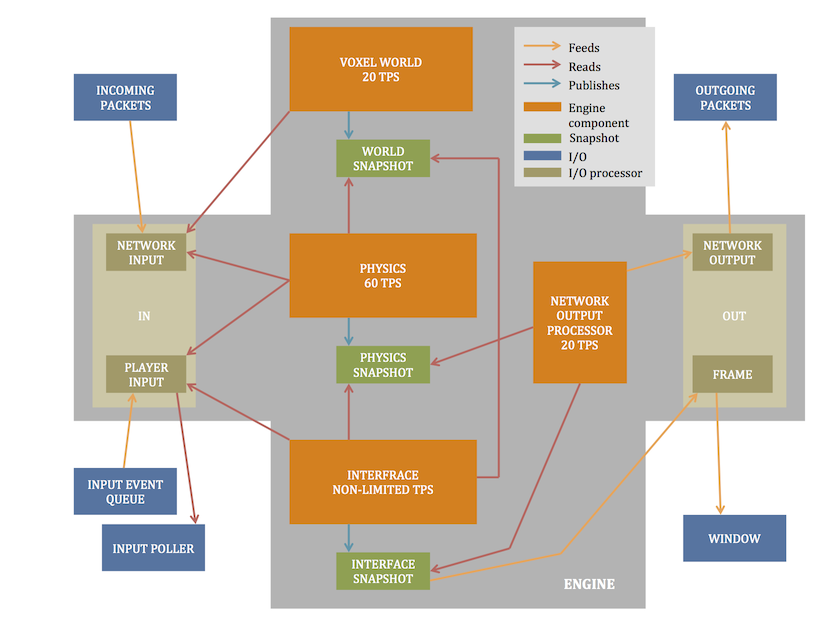 VOXEL WORLD
20 TPS
Feeds
Reads
Publishes
Engine
component
Snapshot
I/O
I/O processor
INCOMING
PACKETS
OUTGOING
PACKETS
WORLD
SNAPSHOT
NETWORK
INPUT
PHYSICS
60 TPS
NETWORK
OUTPUT
PROCESSOR
20 TPS
NETWORK
OUTPUT
IN
OUT
PHYSICS
SNAPSHOT
PLAYER
INPUT
FRAME
INTERFRACE
NON-LIMITED TPS
INPUT EVENT
QUEUE
INPUT POLLER
WINDOW
INTERFACE
SNAPSHOT
ENGINE